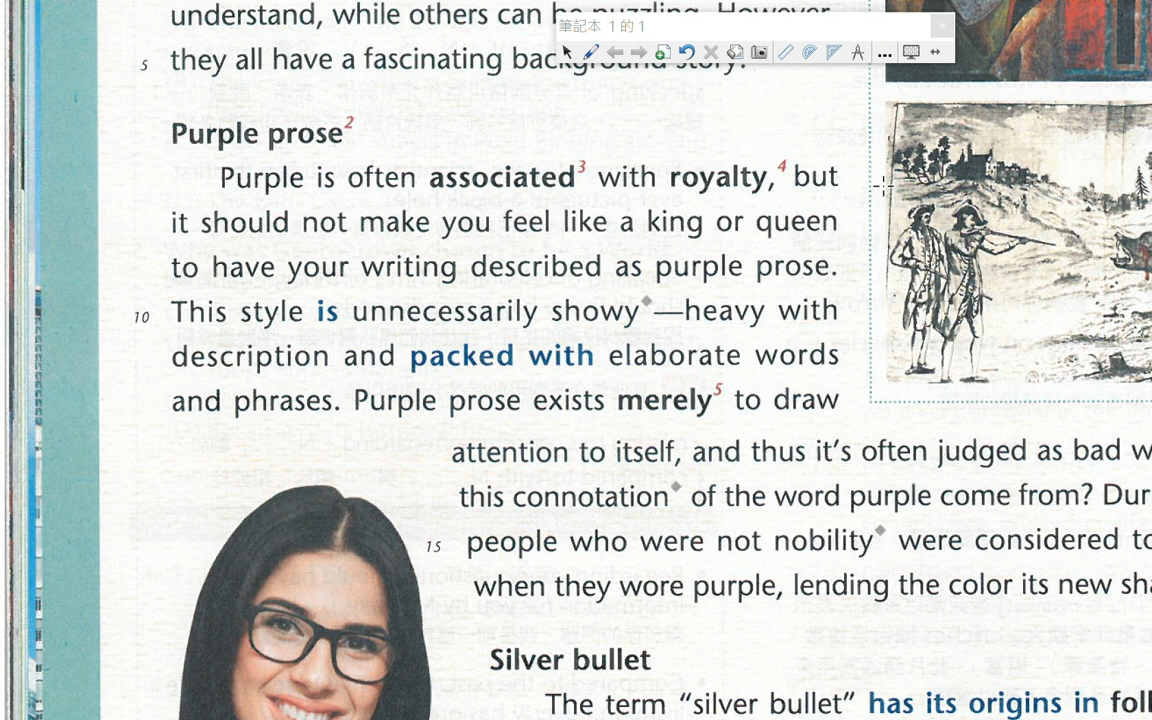 understand, while others can be puzzling. However,
筆記本 1 的 1
5 they all have a fascinating background story.
Purple prose2
Purple is often associated3 with royalty,4 but
it should not make you feel like a king or queen
to have your writing described as purple prose.
10 This style is unnecessarily showy◆—heavy with
description and packed with elaborate words
and phrases. Purple prose exists merely5 to draw
attention to itself, and thus it's often judged as bad
this connotation◆ of the word purple come from?
15 people who were not nobility◆ were considered
when they wore purple, lending the color its new
Silver bullet
The term "silver bullet" has its origins in